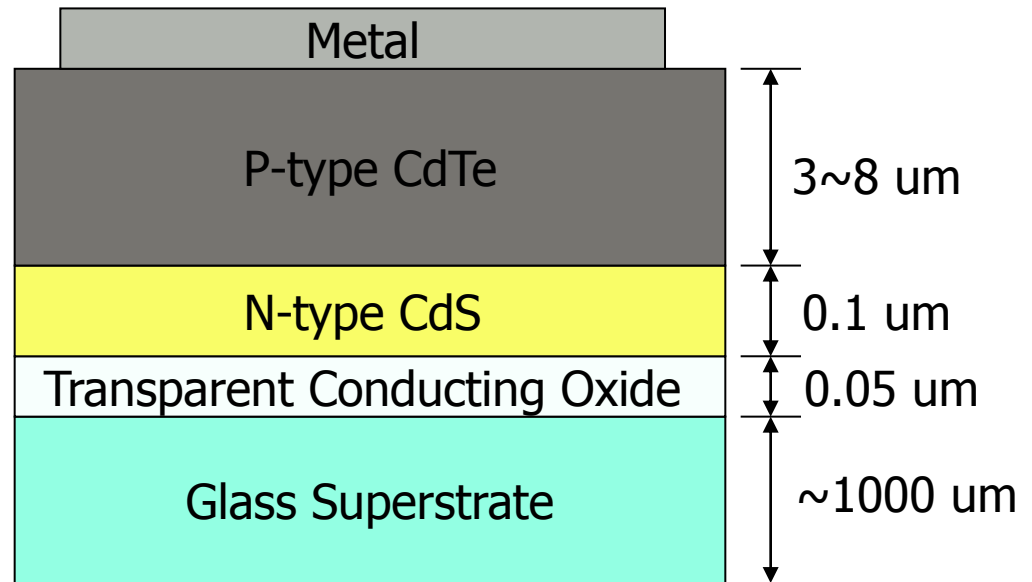 Metal
P-type CdTe
3~8 um
N-type CdS
0.1 um
Transparent Conducting Oxide
0.05 um
Glass Superstrate
~1000 um